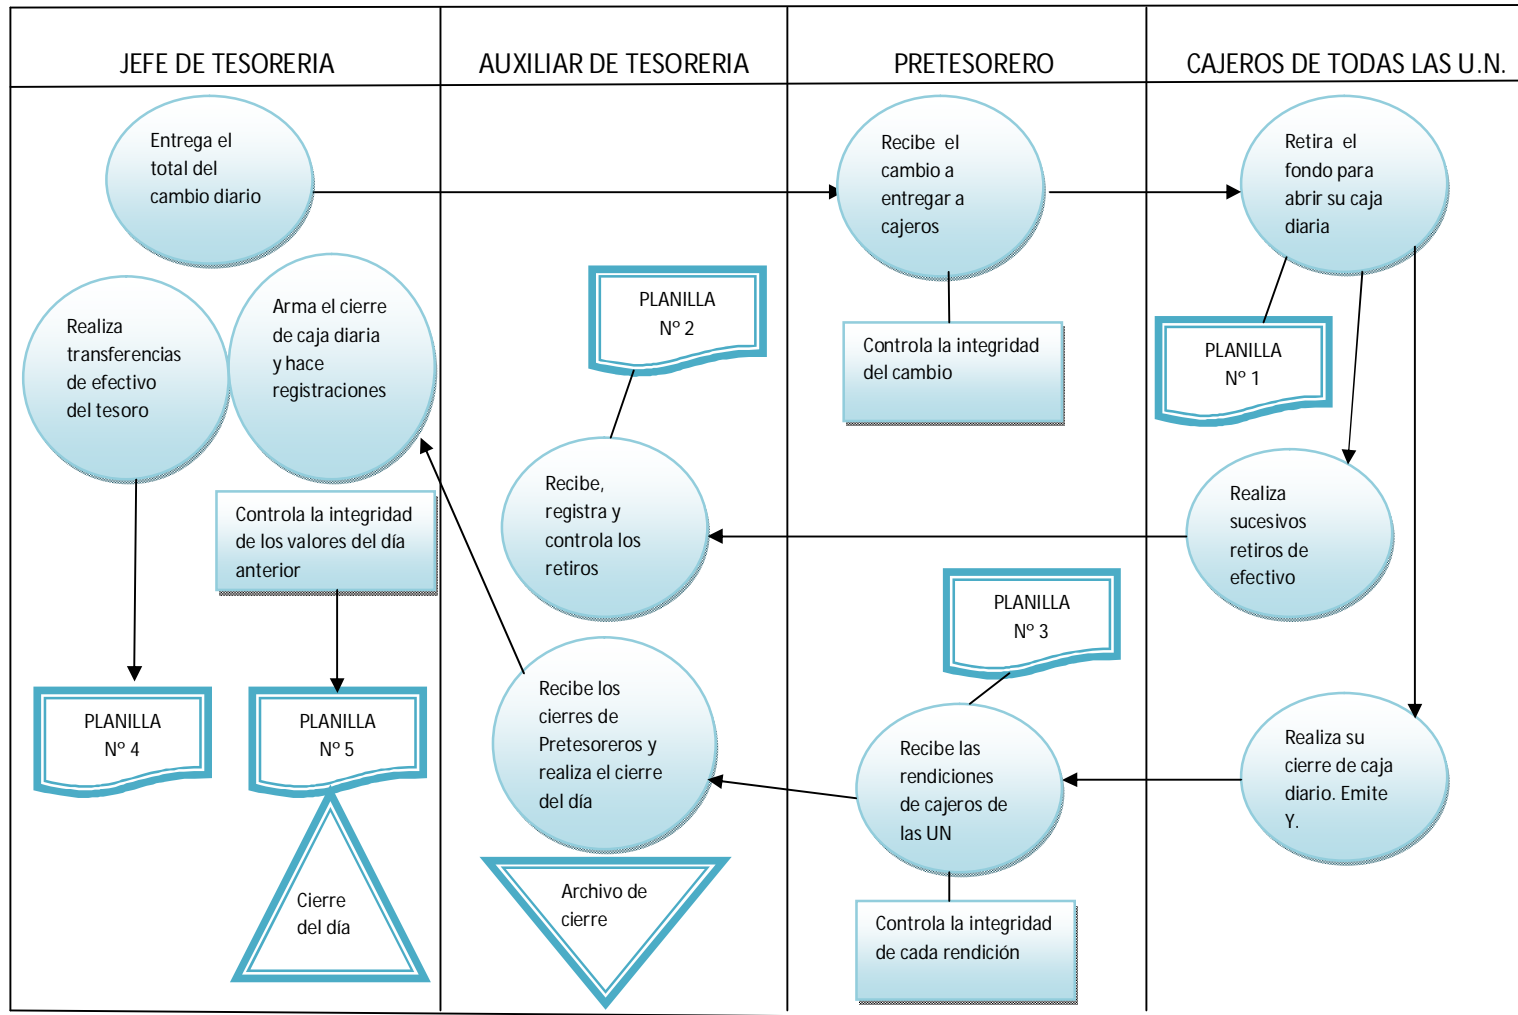 JEFE DE TESORERIA
AUXILIAR DE TESORERIA
PRETESORERO
CAJEROS DE TODAS LAS U.N.
Entrega el
total del
cambio diario
Recibe el
cambio a
entregar a
cajeros
Retira el
fondo para
abrir su caja
diaria
Realiza
transferencias
de efectivo
del tesoro
Arma el cierre
de caja diaria
y hace
registraciones
PLANILLA
Nº 2
Controla la integridad
del cambio
PLANILLA
Nº 1
Controla la integridad
de los valores del día
anterior
Recibe,
registra y
controla los
retiros
Realiza
sucesivos
retiros de
efectivo
PLANILLA
Nº 3
PLANILLA
Nº 4
PLANILLA
Nº 5
Recibe los
cierres de
Pretesoreros y
realiza el cierre
del día
Recibe las
rendiciones
de cajeros de
las UN
Realiza su
cierre de caja
diario. Emite
Y.
Cierre
del día
Archivo de
cierre
Controla la integridad
de cada rendición